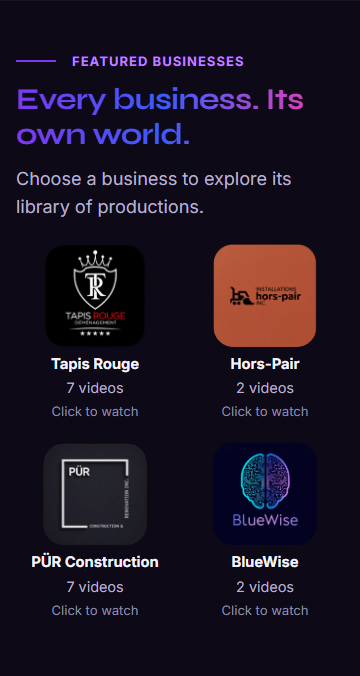 FEATURED BUSINESSES
Every business. Its
own world.
Choose a business to explore its
library of productions.
TR
TAPIS ROUGE
DÉMÉNAGEMENT
Tapis Rouge
7 videos
Click to watch
INSTALLATIONS
hors-pair
INC.
Hors-Pair
2 videos
Click to watch
PÜR
RENOVATION INC.
CONSTRUCTION &
PÜR Construction
7 videos
Click to watch
BlueWise
BlueWise
2 videos
Click to watch